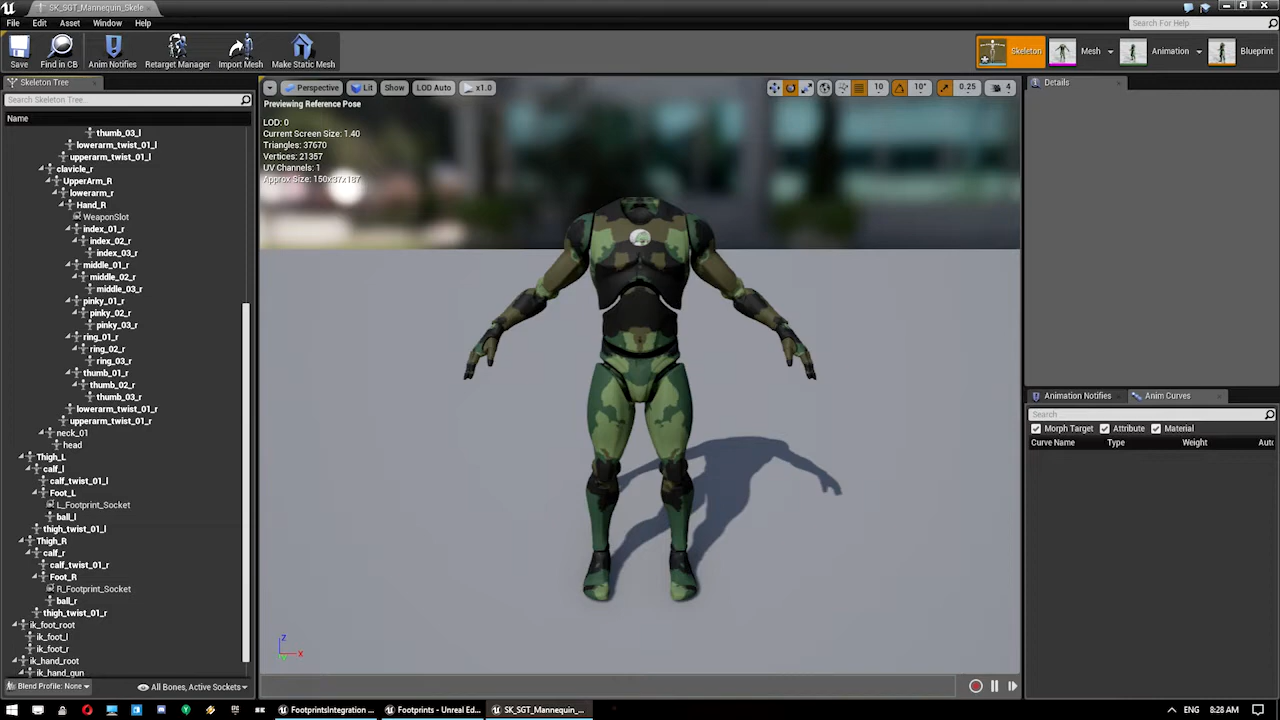 SK_SGT_Mannequin_Skele
File Edit Asset Window Help
Search For Help
Save
Find in CB
Anim Notifies
Retarget Manager
Import Mesh
Make Static Mesh
Skeleton
Mesh
Animation
Blueprint
Skeleton Tree
Search Skeleton Tree...
Name
thumb_03_l
lowerarm_twist_01_l
upperarm_twist_01_l
clavicle_r
UpperArm_R
lowerarm_r
Hand_R
WeaponSlot
index_01_r
index_02_r
index_03_r
middle_01_r
middle_02_r
middle_03_r
pinky_01_r
pinky_02_r
pinky_03_r
ring_01_r
ring_02_r
ring_03_r
thumb_01_r
thumb_02_r
thumb_03_r
lowerarm_twist_01_r
upperarm_twist_01_r
neck_01
head
Thigh_L
calf_l
calf_twist_01_l
Foot_L
L_Footprint_Socket
ball_l
thigh_twist_01_l
Thigh_R
calf_r
calf_twist_01_r
Foot_R
R_Footprint_Socket
ball_r
thigh_twist_01_r
ik_foot_root
ik_foot_l
ik_foot_r
ik_hand_root
ik_hand_gun
Blend Profile: None
All Bones, Active Sockets
Perspective Lit Show LOD Auto x1.0
10 10° 0.25 4
Previewing Reference Pose
LOD: 0
Current Screen Size: 1.40
Triangles: 37670
Vertices: 21357
UV Channels: 1
Approx Size: 150x37x187
Z
X
Details
Animation Notifies
Anim Curves
Search
Morph Target Attribute Material
Curve Name Type Weight Auto
FootprintsIntegration ...
Footprints - Unreal Ed...
SK_SGT_Mannequin_...
ENG 8:28 AM